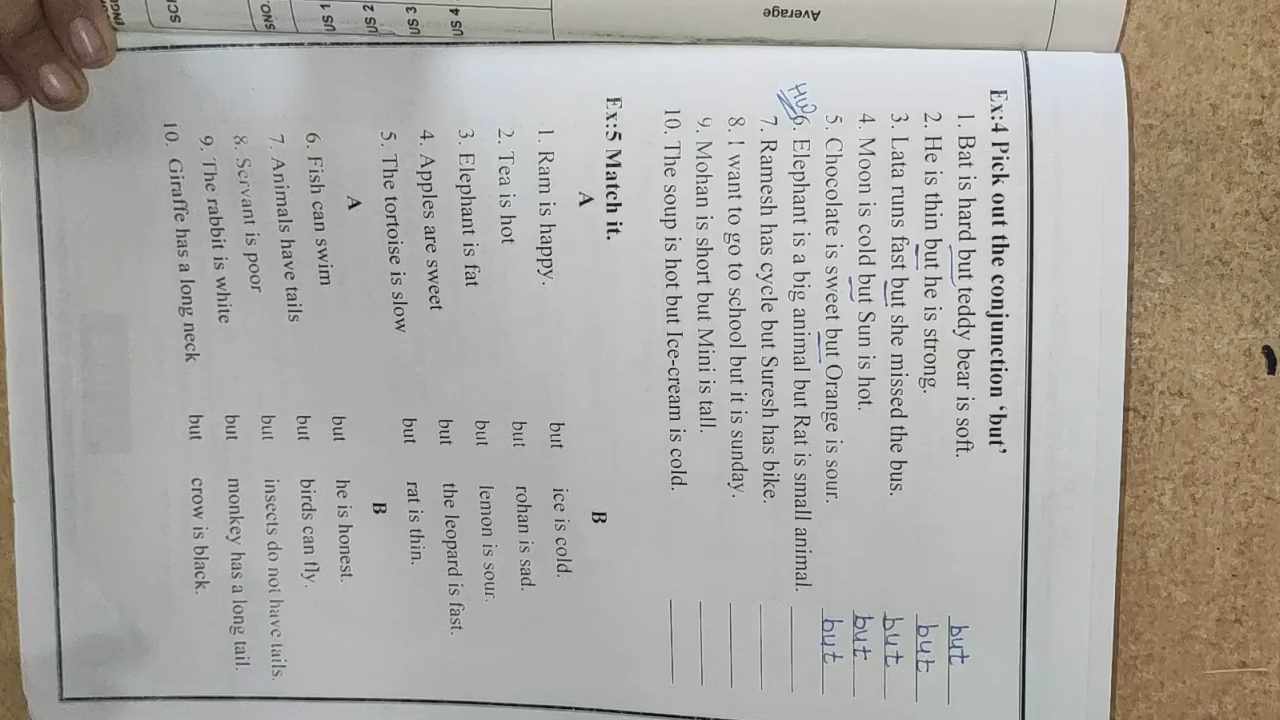 Ex:4 Pick out the conjunction ‘but’
1. Bat is hard but teddy bear is soft. but
2. He is thin but he is strong. but
3. Lata runs fast but she missed the bus. but
4. Moon is cold but Sun is hot. but
5. Chocolate is sweet but Orange is sour. but
HW
6. Elephant is a big animal but Rat is small animal.
7. Ramesh has cycle but Suresh has bike.
8. I want to go to school but it is sunday.
9. Mohan is short but Mini is tall.
10. The soup is hot but Ice-cream is cold.
Ex:5 Match it.
A B
1. Ram is happy. but ice is cold.
2. Tea is hot but rohan is sad.
3. Elephant is fat but lemon is sour.
4. Apples are sweet but the leopard is fast.
5. The tortoise is slow but rat is thin.
A B
6. Fish can swim but he is honest.
7. Animals have tails but birds can fly.
8. Servant is poor but insects do not have tails.
9. The rabbit is white but monkey has a long tail.
10. Giraffe has a long neck but crow is black.
Average
US 4
US 3
US 2
US 1
SNO.
SCI